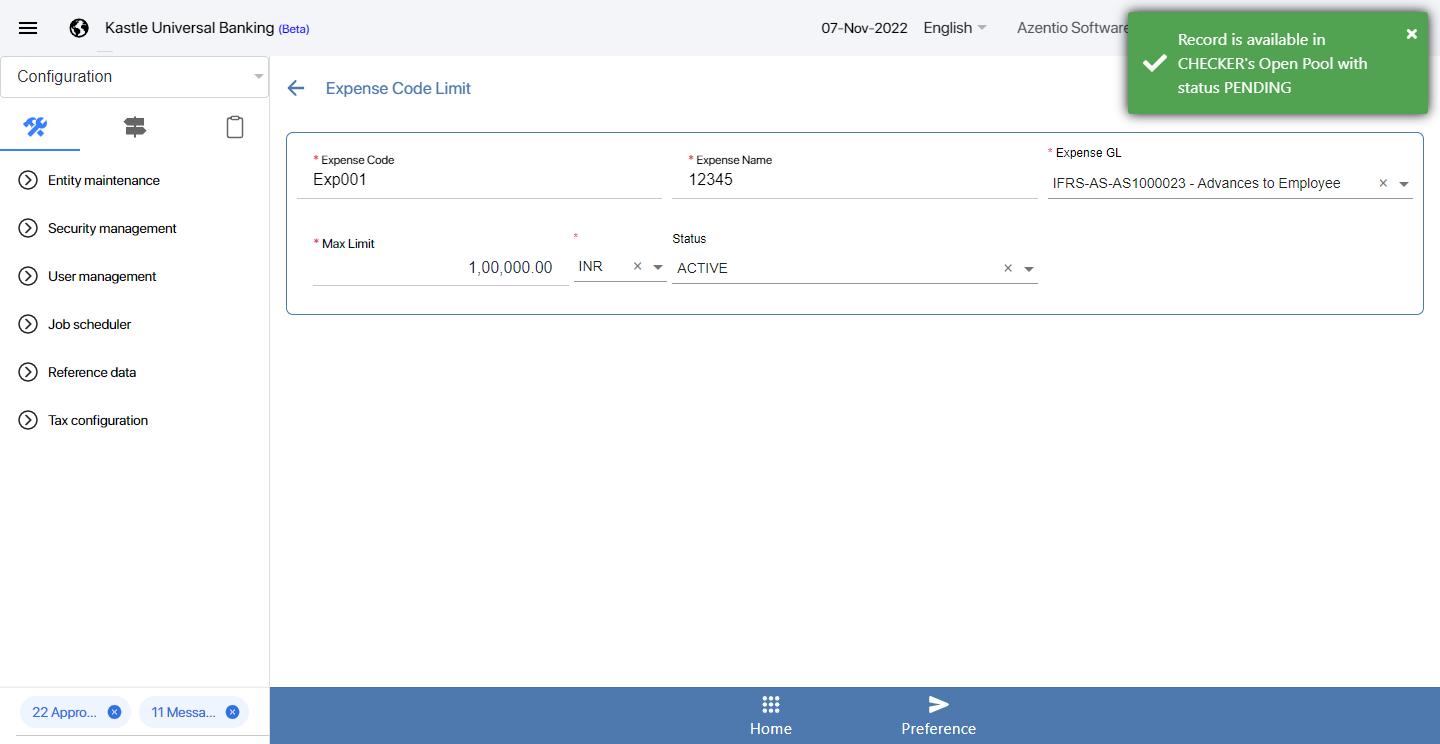 Kastle Universal Banking (Beta)
07-Nov-2022
English
Azentio Software
Record is available in
CHECKER's Open Pool with
status PENDING
Configuration
Expense Code Limit
Entity maintenance
Security management
User management
Job scheduler
Reference data
Tax configuration
* Expense Code
Exp001
* Expense Name
12345
* Expense GL
IFRS-AS-AS1000023 - Advances to Employee
* Max Limit
1,00,000.00
*
INR
Status
ACTIVE
22 Appro...
11 Messa...
Home
Preference